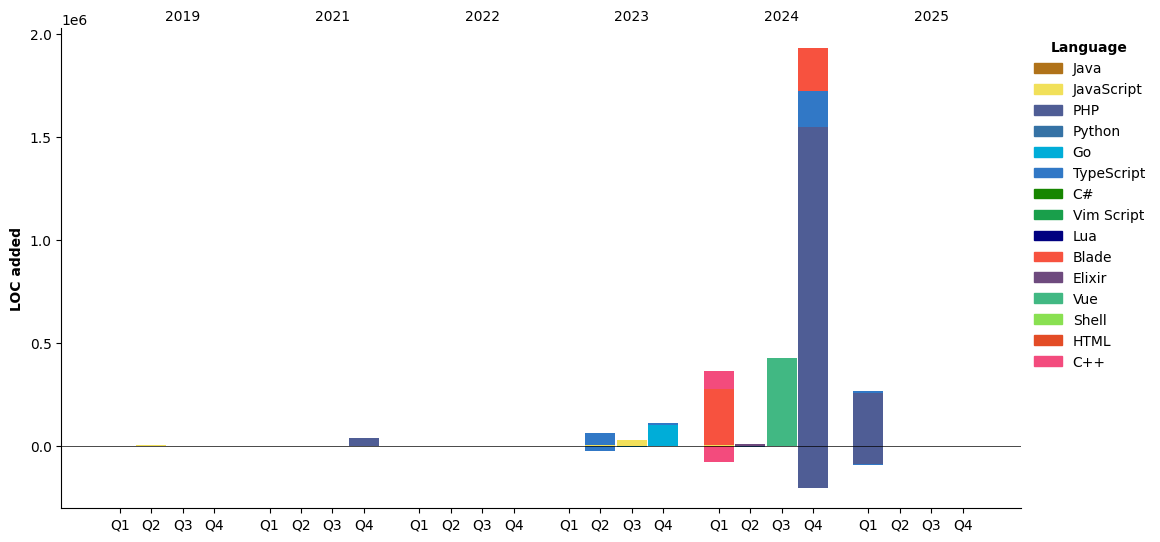 1e6
2019 2021 2022 2023 2024 2025
2.0
1.5
1.0
0.5
0.0
LOC added
Q1 Q2 Q3 Q4 Q1 Q2 Q3 Q4 Q1 Q2 Q3 Q4 Q1 Q2 Q3 Q4 Q1 Q2 Q3 Q4 Q1 Q2 Q3 Q4
Language
Java
JavaScript
PHP
Python
Go
TypeScript
C#
Vim Script
Lua
Blade
Elixir
Vue
Shell
HTML
C++